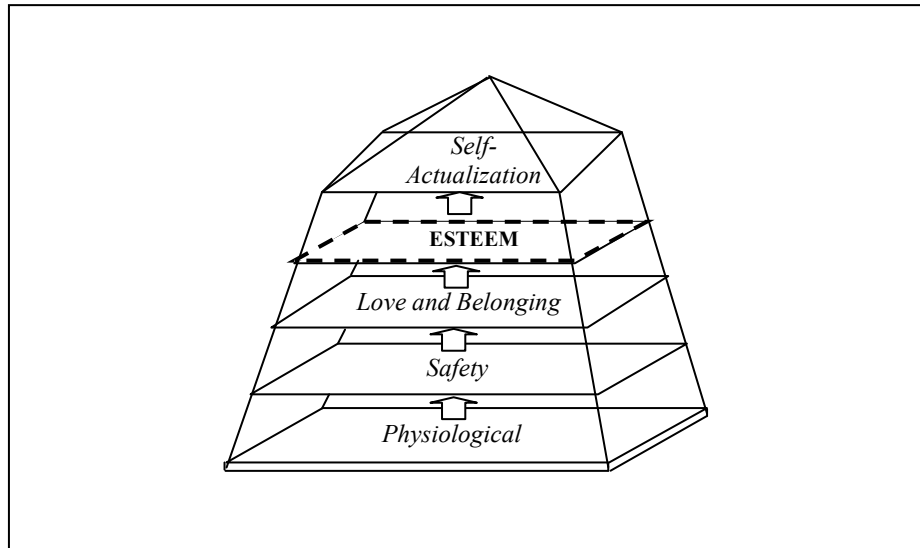 Self-
Actualization
ESTEEM
Love and Belonging
Safety
Physiological